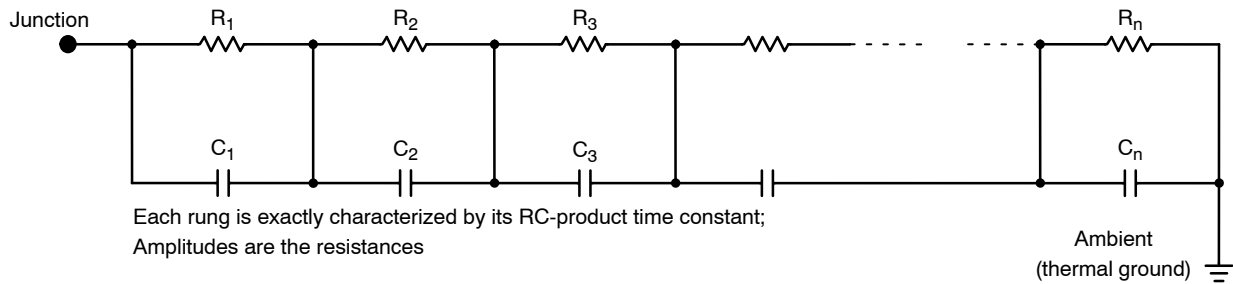 Junction
R1
R2
R3
Rn
C1
C2
C3
Cn
Each rung is exactly characterized by its RC-product time constant;
Amplitudes are the resistances
Ambient
(thermal ground)